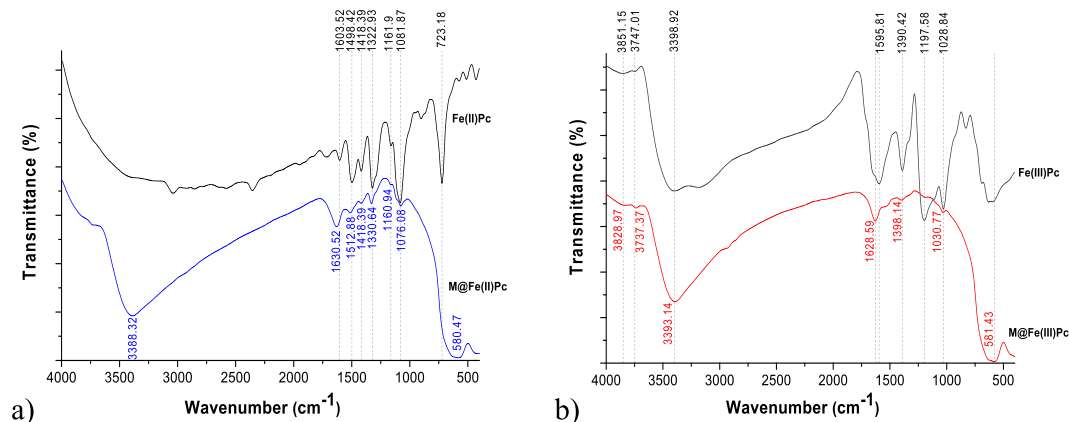 1603.52
1498.42
1418.39
1322.93
1161.9
1081.87
723.18
Transmittance (%)
Fe(II)Pc
M@Fe(II)Pc
3388.32
1630.52
1512.88
1418.39
1330.64
1160.94
1076.08
580.47
4000 3500 3000 2500 2000 1500 1000 500
Wavenumber (cm-1)
a)
3851.15
3747.01
3398.92
1595.81
1390.42
1197.58
1028.84
Transmittance (%)
Fe(III)Pc
M@Fe(III)Pc
3828.97
3737.37
3393.14
1628.59
1398.14
1030.77
581.43
4000 3500 3000 2500 2000 1500 1000 500
Wavenumber (cm-1)
b)